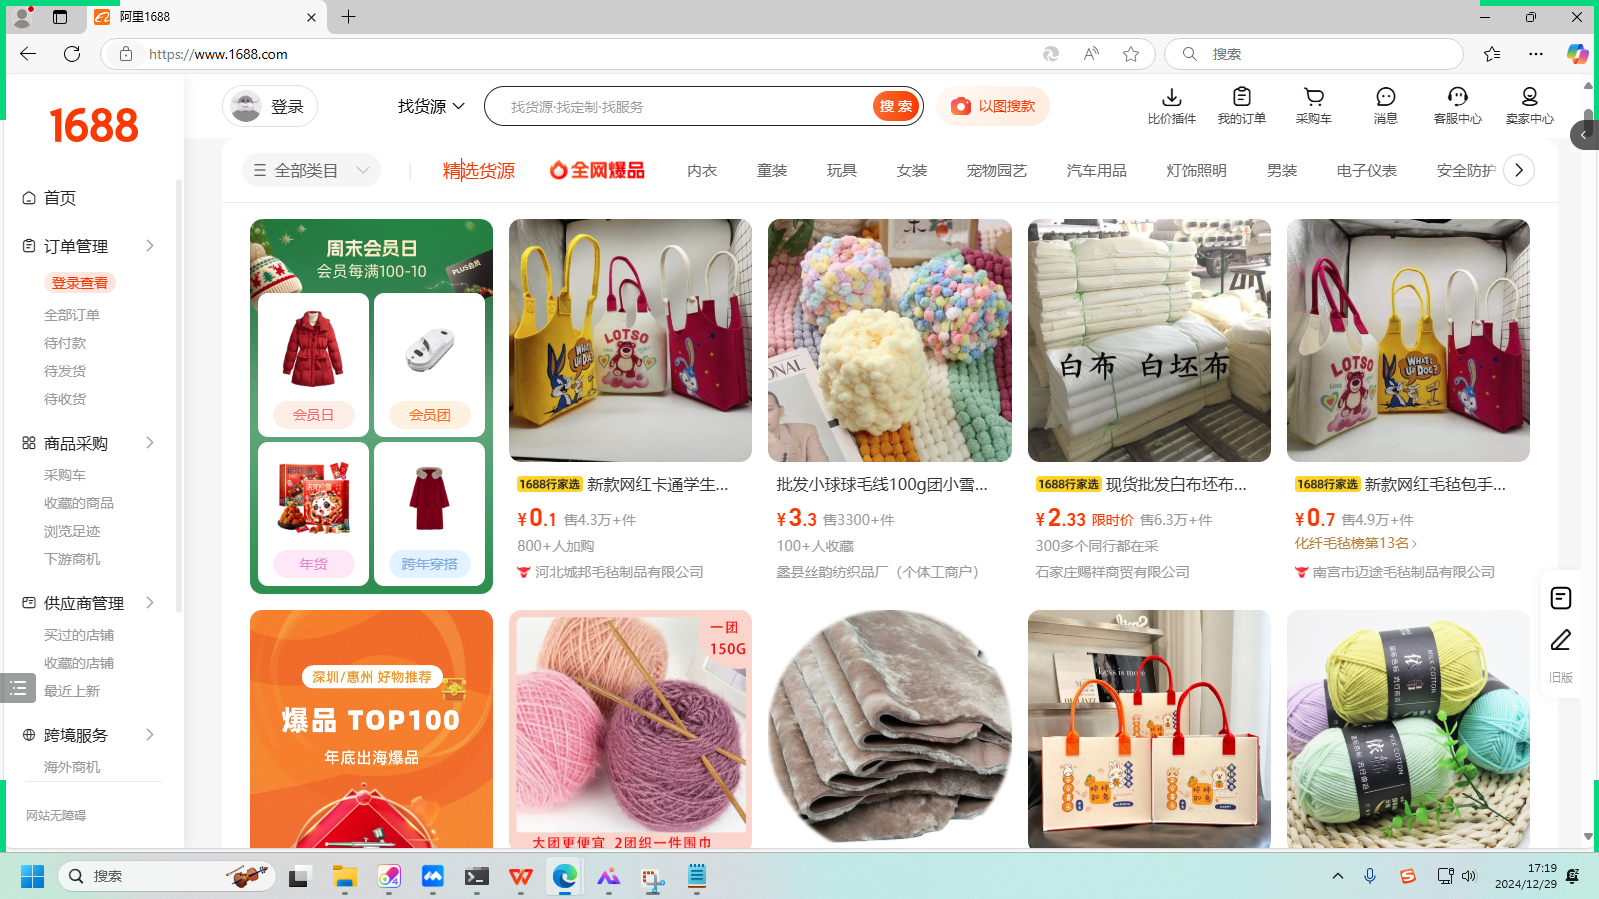 阿里1688
https://www.1688.com
搜索
1688
登录
找货源
找货源·找定制·找服务
搜索
以图搜款
比价插件
我的订单
采购车
消息
客服中心
卖家中心
首页
订单管理
登录查看
全部订单
待付款
待发货
待收货
商品采购
采购车
收藏的商品
浏览足迹
下游商机
供应商管理
买过的店铺
收藏的店铺
最近上新
跨境服务
海外商机
网站无障碍
全部类目
精选货源
全网爆品
内衣
童装
玩具
女装
宠物园艺
汽车用品
灯饰照明
男装
电子仪表
安全防护
周末会员日
会员每满100-10
PLUS会员
会员日
会员团
年货
跨年穿搭
LOTSO
WHAT'S UP DOG?
1688行家选 新款网红卡通学生...
¥0.1 售4.3万+件
800+人加购
河北城邦毛毡制品有限公司
批发小球球毛线100g团小雪...
¥3.3 售3300+件
100+人收藏
蠡县丝韵纺织品厂（个体工商户）
白布 白坯布
1688行家选 现货批发白布坯布...
¥2.33 限时价 售6.3万+件
300多个同行都在采
石家庄赐祥商贸有限公司
LOTSO
WHAT'S UP DOG?
1688行家选 新款网红毛毡包手...
¥0.7 售4.9万+件
化纤毛毡榜第13名>
南宫市迈途毛毡制品有限公司
深圳/惠州 好物推荐
爆品 TOP100
年底出海爆品
一团
150G
大团更便宜 2团织一件围巾
MILK COTTON
旧版
搜索
17:19
2024/12/29